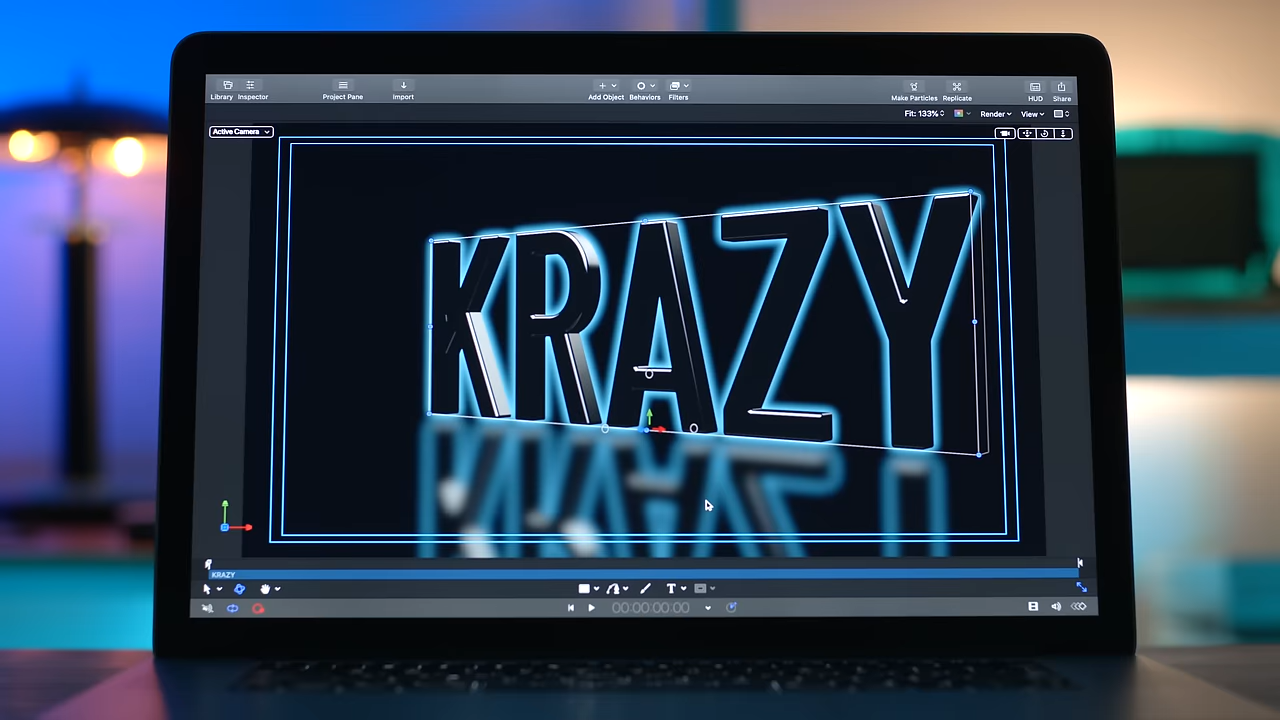 Library Inspector Project Pane Import Add Object Behaviors Filters Make Particles Replicate HUD Share
Fit: 133% Render View
Active Camera
KRAZY
KRAZY
T
00:00:00:00